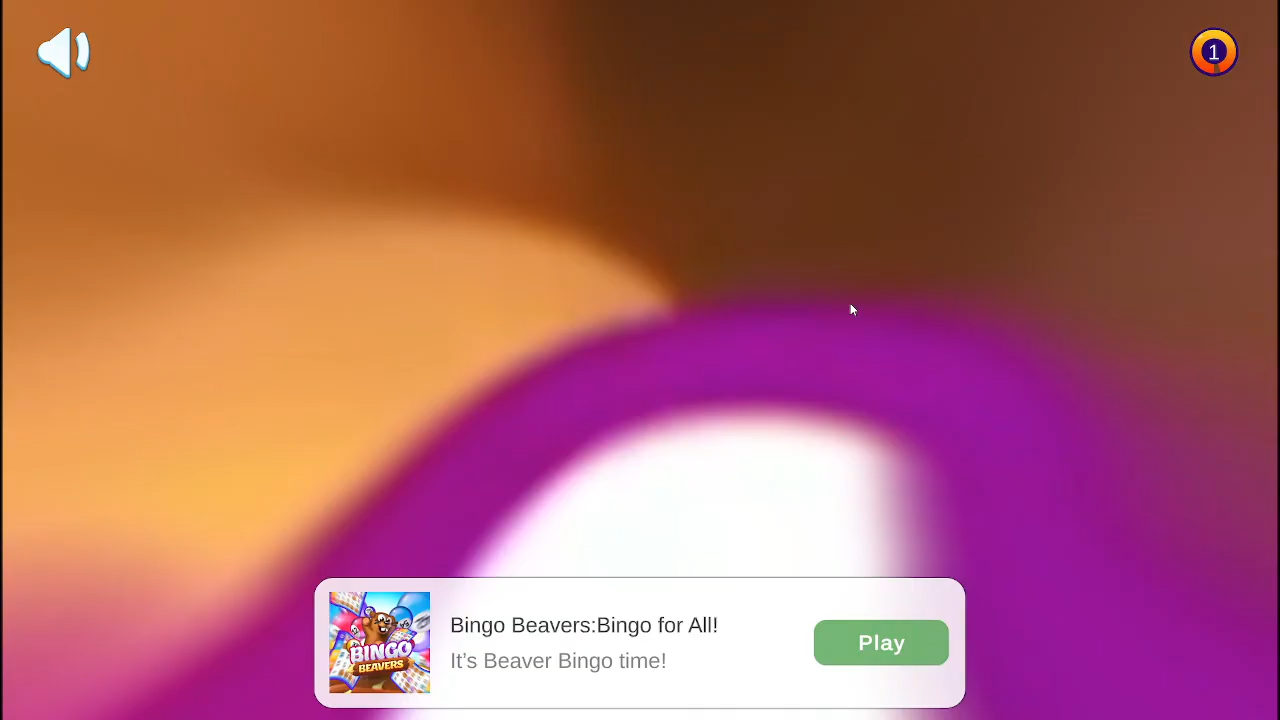 1
Bingo Beavers:Bingo for All!
It’s Beaver Bingo time!
Play
BINGO
BEAVERS